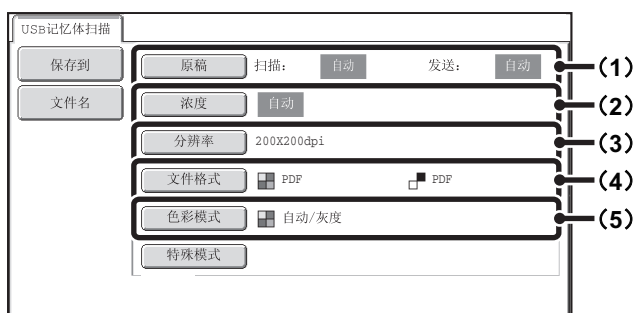 USB记忆体扫描
保存到
原稿 扫描： 自动 发送： 自动 (1)
文件名
浓度 自动 (2)
分辨率 200X200dpi (3)
文件格式 PDF PDF (4)
色彩模式 自动/灰度 (5)
特殊模式